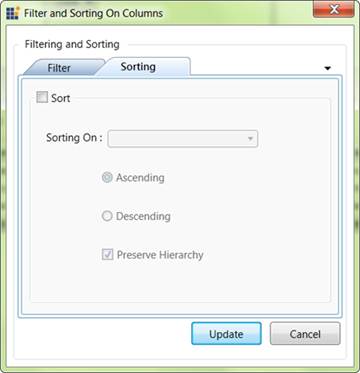 Filter and Sorting On Columns
Filtering and Sorting
Filter
Sorting
Sort
Sorting On :
Ascending
Descending
Preserve Hierarchy
Update
Cancel